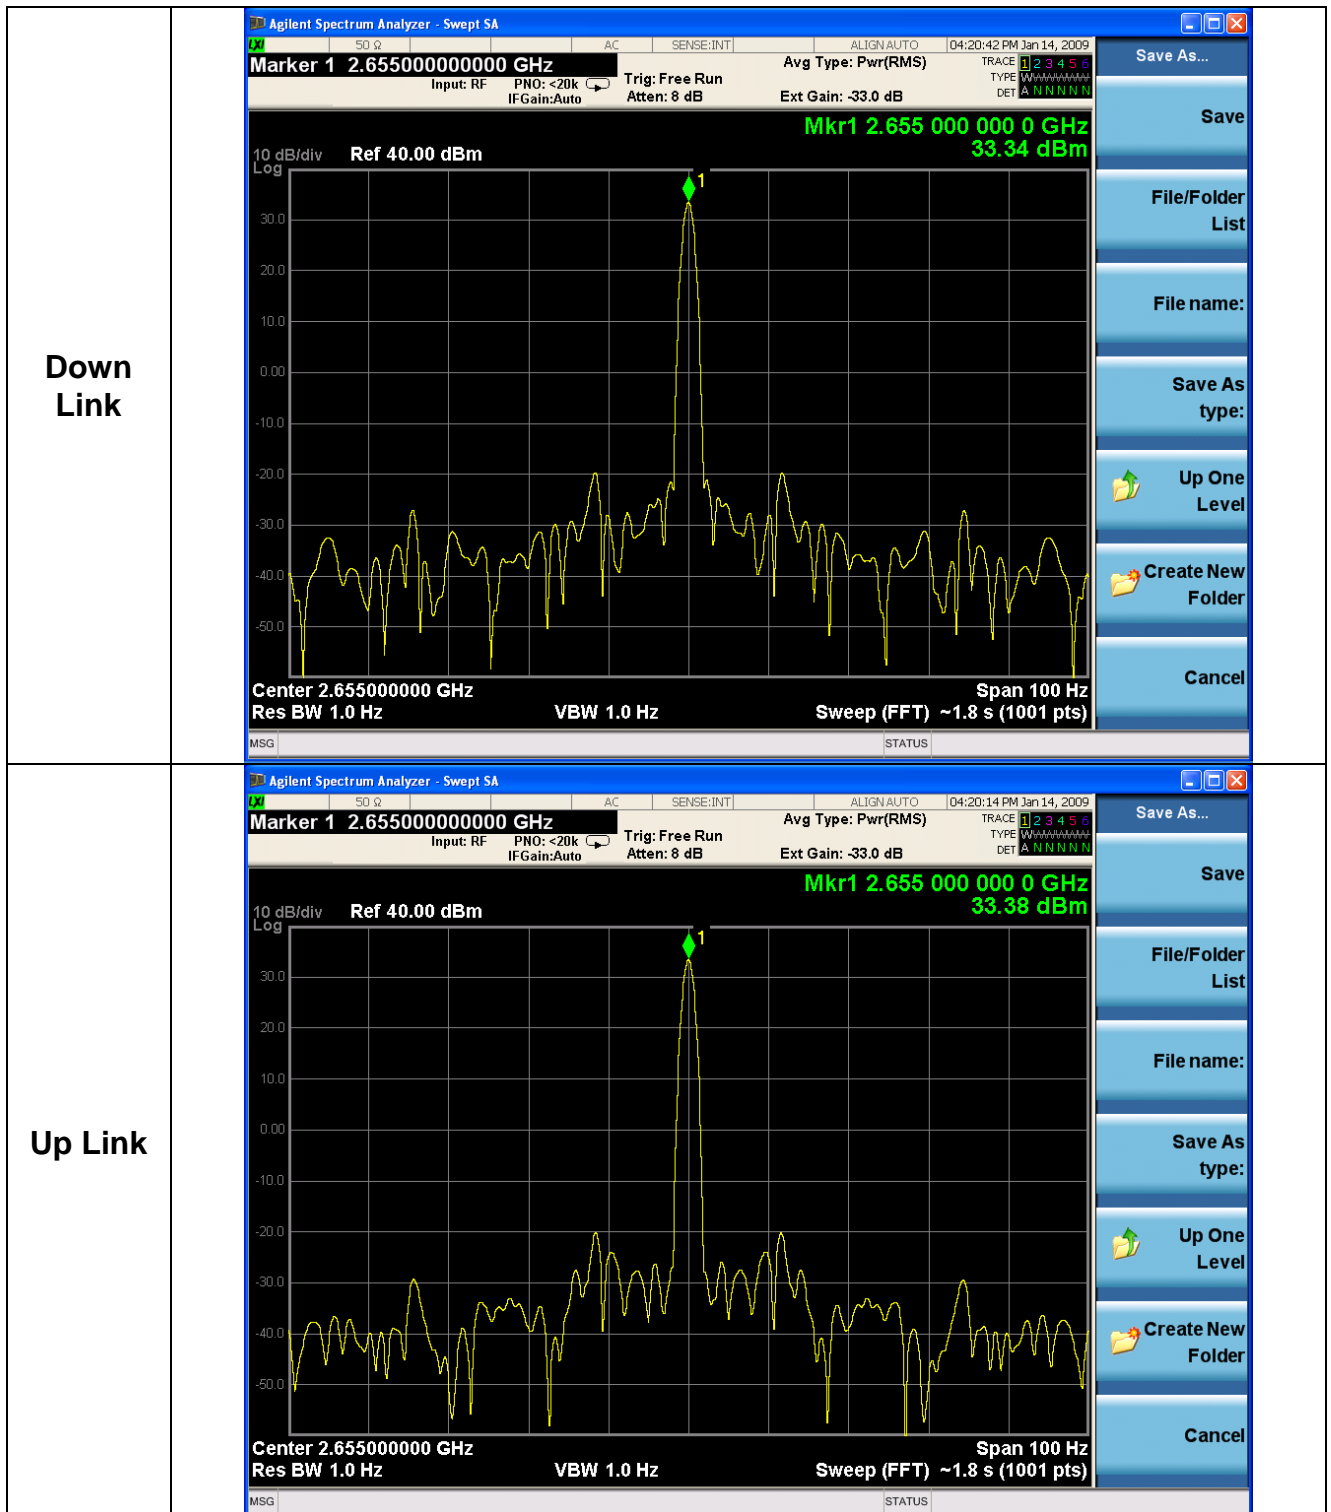 Down
Link
Agilent Spectrum Analyzer - Swept SA
LXI 50 Ω AC SENSE:INT ALIGN AUTO 04:20:42 PM Jan 14, 2009
Marker 1 2.655000000000 GHz
Input: RF PNO: <20k IFGain:Auto
Trig: Free Run
Atten: 8 dB
Avg Type: Pwr(RMS)
Ext Gain: -33.0 dB
TRACE 1 2 3 4 5 6
TYPE
DET A N N N N N
Mkr1 2.655 000 000 0 GHz
33.34 dBm
10 dB/div Ref 40.00 dBm
Log
1
30.0
20.0
10.0
0.00
-10.0
-20.0
-30.0
-40.0
-50.0
Center 2.655000000 GHz Span 100 Hz
Res BW 1.0 Hz VBW 1.0 Hz Sweep (FFT) ~1.8 s (1001 pts)
MSG STATUS
Save As...
Save
File/Folder
List
File name:
Save As
type:
Up One
Level
Create New
Folder
Cancel
Up Link
Agilent Spectrum Analyzer - Swept SA
LXI 50 Ω AC SENSE:INT ALIGN AUTO 04:20:14 PM Jan 14, 2009
Marker 1 2.655000000000 GHz
Input: RF PNO: <20k IFGain:Auto
Trig: Free Run
Atten: 8 dB
Avg Type: Pwr(RMS)
Ext Gain: -33.0 dB
TRACE 1 2 3 4 5 6
TYPE
DET A N N N N N
Mkr1 2.655 000 000 0 GHz
33.38 dBm
10 dB/div Ref 40.00 dBm
Log
1
30.0
20.0
10.0
0.00
-10.0
-20.0
-30.0
-40.0
-50.0
Center 2.655000000 GHz Span 100 Hz
Res BW 1.0 Hz VBW 1.0 Hz Sweep (FFT) ~1.8 s (1001 pts)
MSG STATUS
Save As...
Save
File/Folder
List
File name:
Save As
type:
Up One
Level
Create New
Folder
Cancel